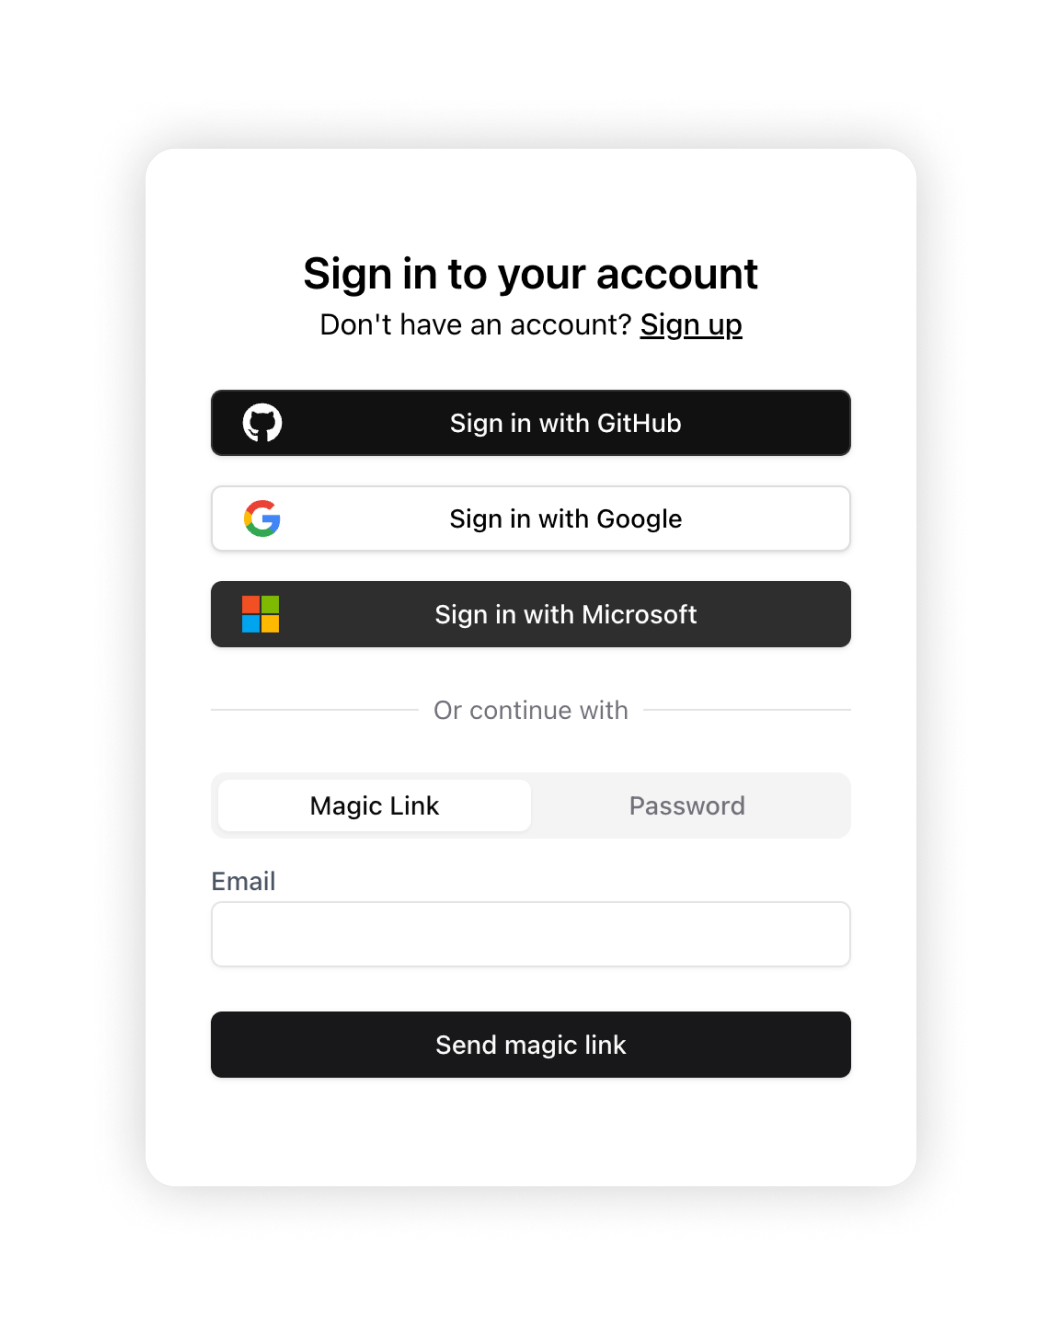 Sign in to your account
Don't have an account? Sign up
Sign in with GitHub
Sign in with Google
Sign in with Microsoft
Or continue with
Magic Link
Password
Email
Send magic link